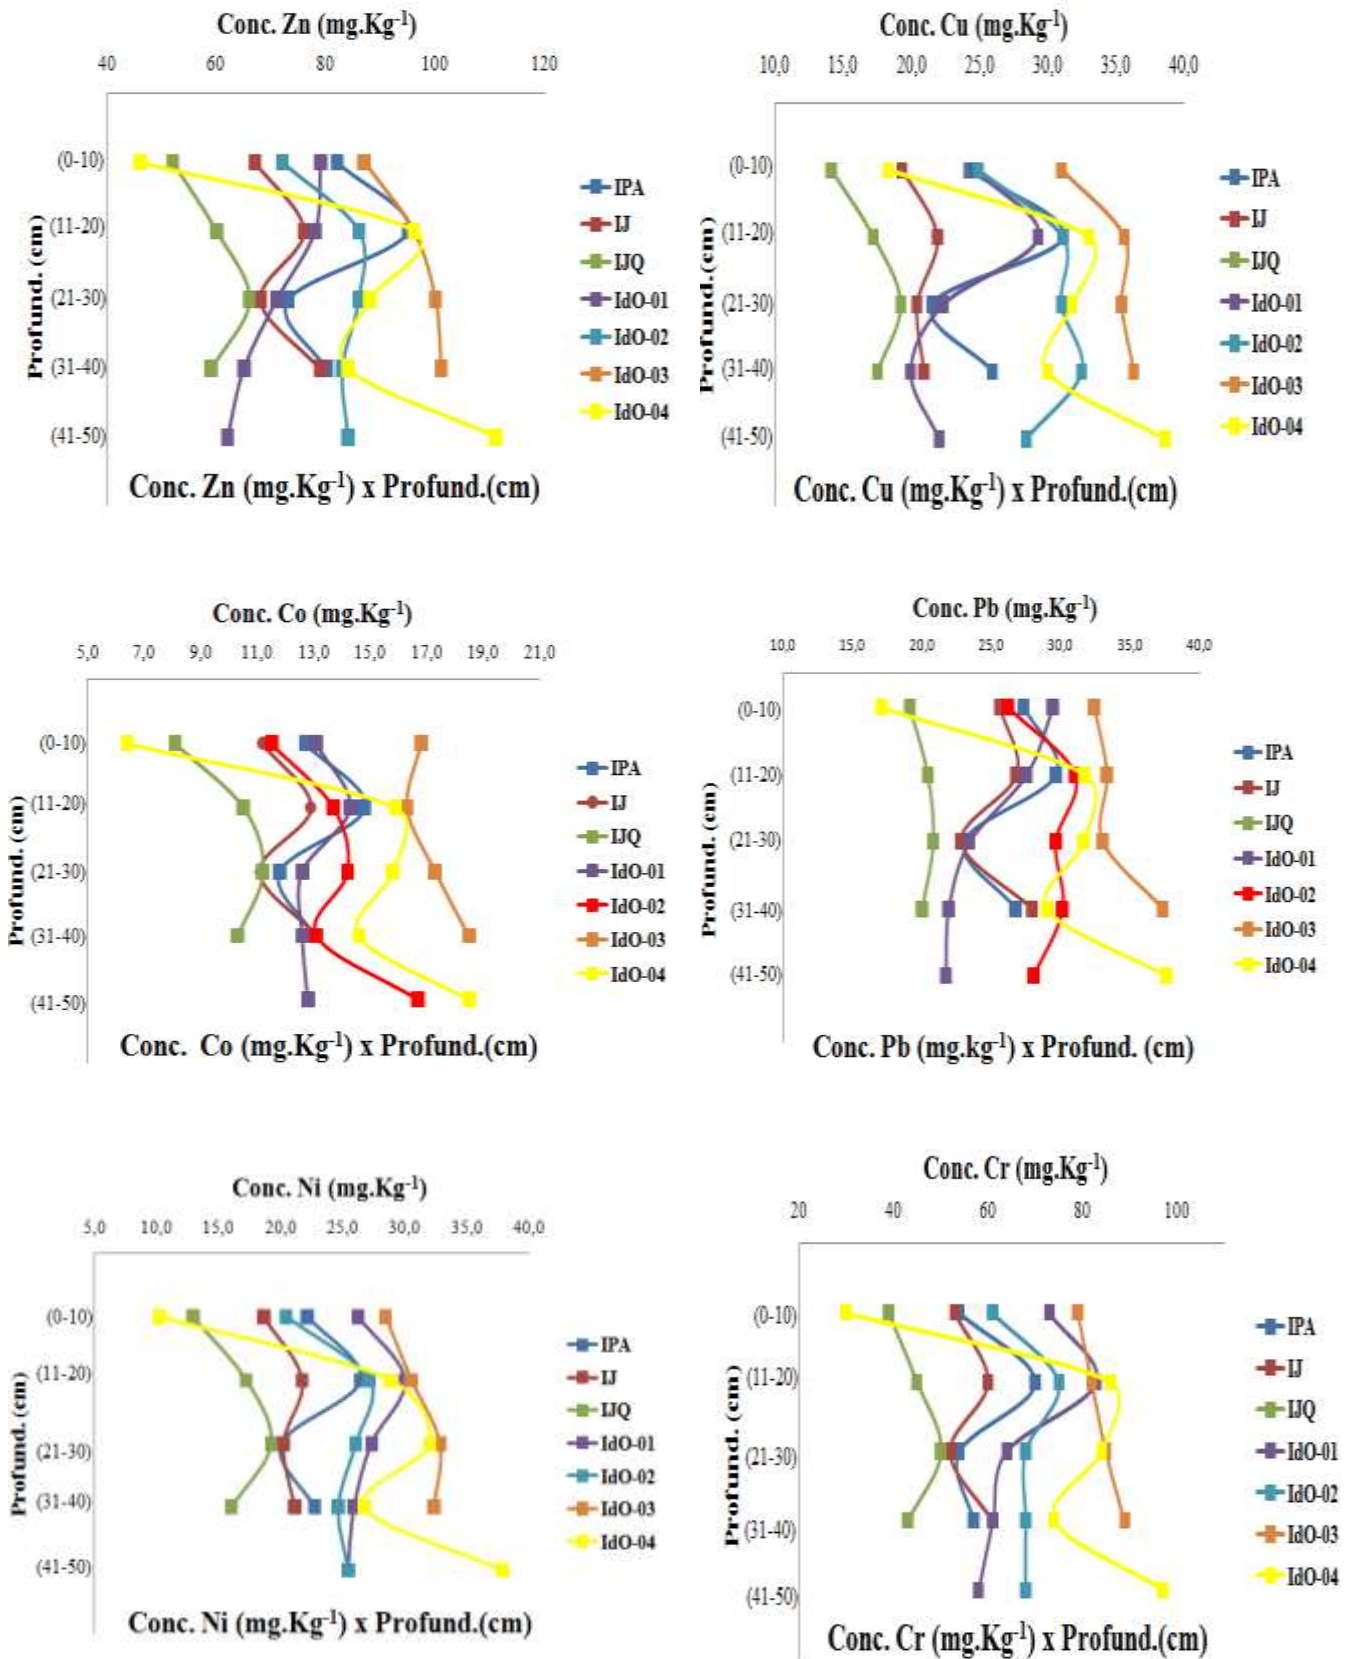 Conc. Zn (mg.Kg⁻¹)
40 60 80 100 120
Profund. (cm)
(0-10)
(11-20)
(21-30)
(31-40)
(41-50)
IPA
IJ
IJQ
IdO-01
IdO-02
IdO-03
IdO-04
Conc. Zn (mg.Kg⁻¹) x Profund.(cm)
Conc. Cu (mg.Kg⁻¹)
10,0 15,0 20,0 25,0 30,0 35,0 40,0
Profund.(cm)
(0-10)
(11-20)
(21-30)
(31-40)
(41-50)
IPA
IJ
IJQ
IdO-01
IdO-02
IdO-03
IdO-04
Conc. Cu (mg.Kg⁻¹) x Profund.(cm)
Conc. Co (mg.Kg⁻¹)
5,0 7,0 9,0 11,0 13,0 15,0 17,0 19,0 21,0
Profund. (cm)
(0-10)
(11-20)
(21-30)
(31-40)
(41-50)
IPA
IJ
IJQ
IdO-01
IdO-02
IdO-03
IdO-04
Conc. Co (mg.Kg⁻¹) x Profund.(cm)
Conc. Pb (mg.Kg⁻¹)
10,0 15,0 20,0 25,0 30,0 35,0 40,0
Profund. (cm)
(0-10)
(11-20)
(21-30)
(31-40)
(41-50)
IPA
IJ
IJQ
IdO-01
IdO-02
IdO-03
IdO-04
Conc. Pb (mg.kg⁻¹) x Profund. (cm)
Conc. Ni (mg.Kg⁻¹)
5,0 10,0 15,0 20,0 25,0 30,0 35,0 40,0
Profund. (cm)
(0-10)
(11-20)
(21-30)
(31-40)
(41-50)
IPA
IJ
IJQ
IdO-01
IdO-02
IdO-03
IdO-04
Conc. Ni (mg.Kg⁻¹) x Profund.(cm)
Conc. Cr (mg.Kg⁻¹)
20 40 60 80 100
Profund. (cm)
(0-10)
(11-20)
(21-30)
(31-40)
(41-50)
IPA
IJ
IJQ
IdO-01
IdO-02
IdO-03
IdO-04
Conc. Cr (mg.Kg⁻¹) x Profund.(cm)